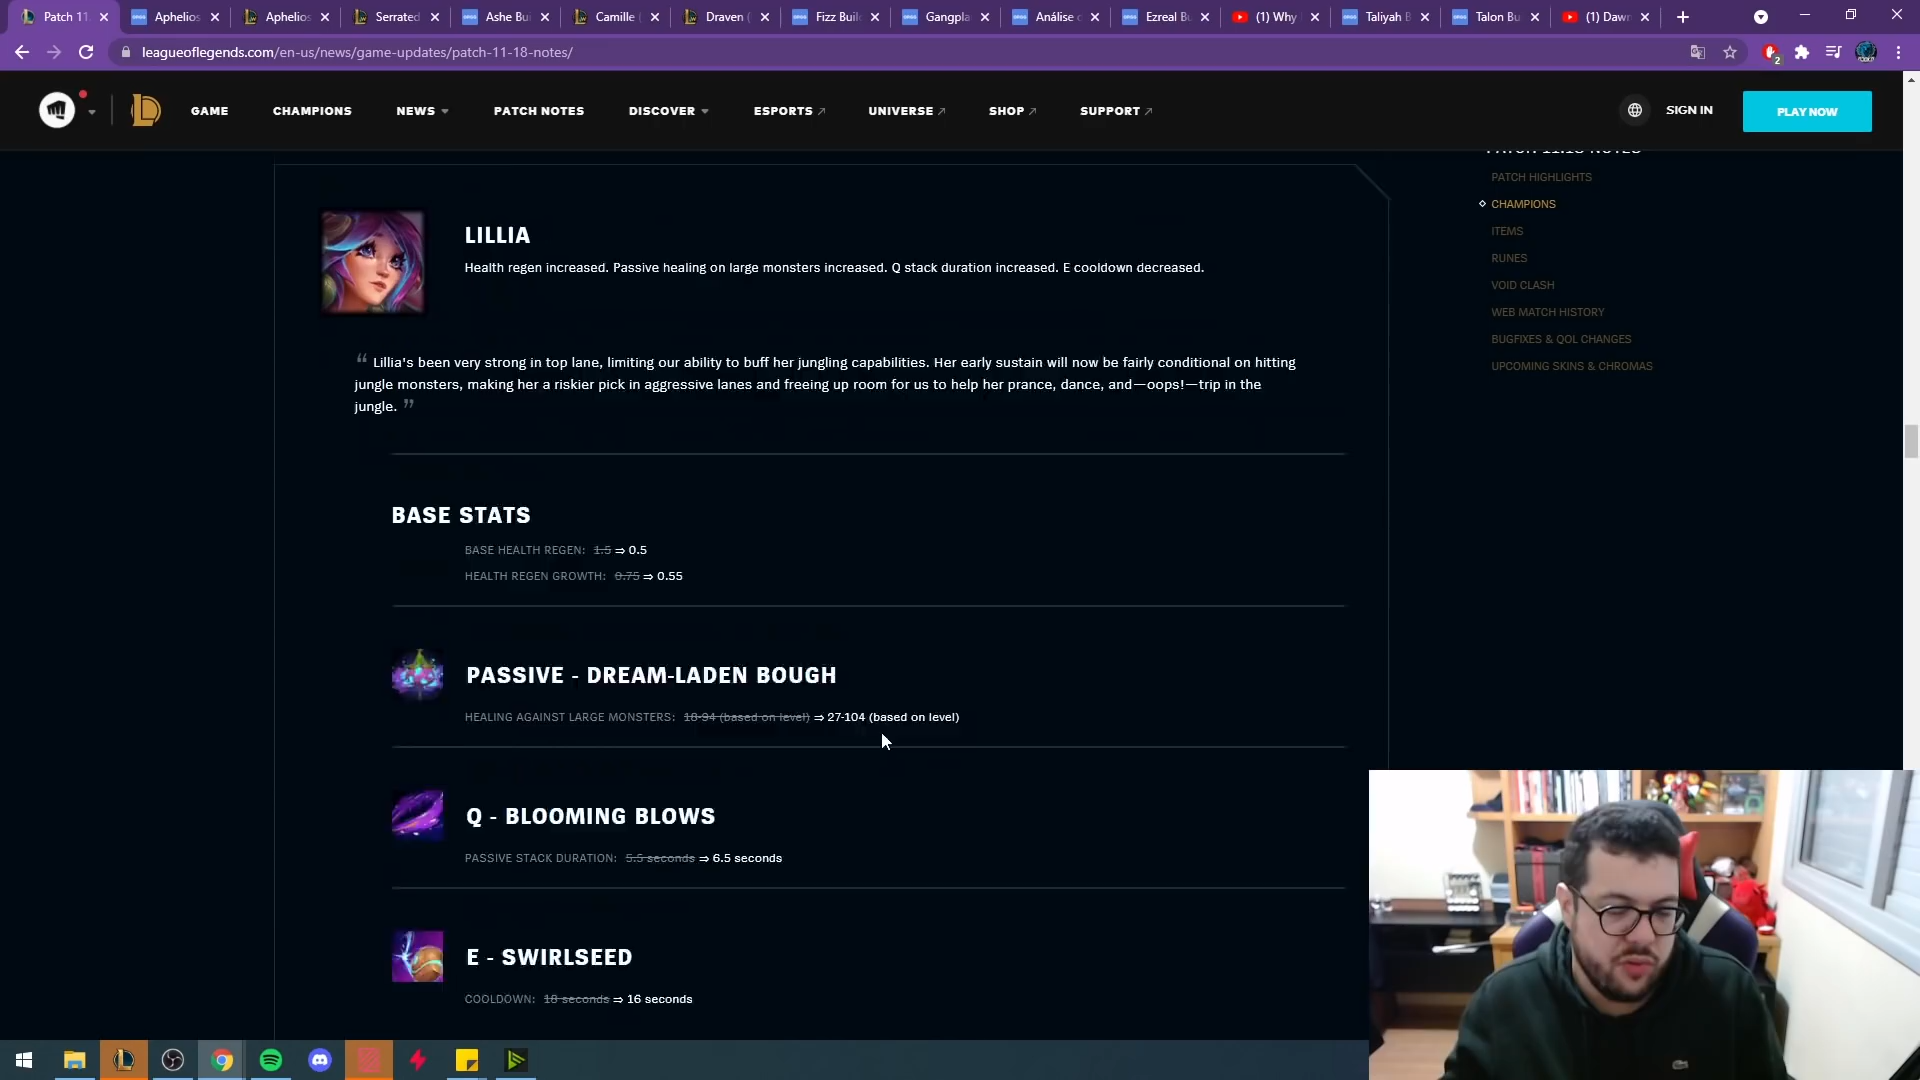 Patch 11.
Aphelios
Aphelios
Serrated
Ashe Bui
Camille (
Draven (
Fizz Buil
Gangpla
Análise c
Ezreal Bu
(1) Why
Taliyah B
Talon Bu
(1) Dawn
leagueoflegends.com/en-us/news/game-updates/patch-11-18-notes/
2
GAME
CHAMPIONS
NEWS
PATCH NOTES
DISCOVER
ESPORTS
UNIVERSE
SHOP
SUPPORT
SIGN IN
PLAY NOW
PATCH 11.18 NOTES
PATCH HIGHLIGHTS
CHAMPIONS
ITEMS
RUNES
VOID CLASH
WEB MATCH HISTORY
BUGFIXES & QOL CHANGES
UPCOMING SKINS & CHROMAS
LILLIA
Health regen increased. Passive healing on large monsters increased. Q stack duration increased. E cooldown decreased.
“ Lillia's been very strong in top lane, limiting our ability to buff her jungling capabilities. Her early sustain will now be fairly conditional on hitting
jungle monsters, making her a riskier pick in aggressive lanes and freeing up room for us to help her prance, dance, and—oops!—trip in the
jungle. ”
BASE STATS
BASE HEALTH REGEN: 1.5 ⇒ 0.5
HEALTH REGEN GROWTH: 0.75 ⇒ 0.55
PASSIVE - DREAM-LADEN BOUGH
HEALING AGAINST LARGE MONSTERS: 18-94 (based on level) ⇒ 27-104 (based on level)
Q - BLOOMING BLOWS
PASSIVE STACK DURATION: 5.5 seconds ⇒ 6.5 seconds
E - SWIRLSEED
COOLDOWN: 18 seconds ⇒ 16 seconds